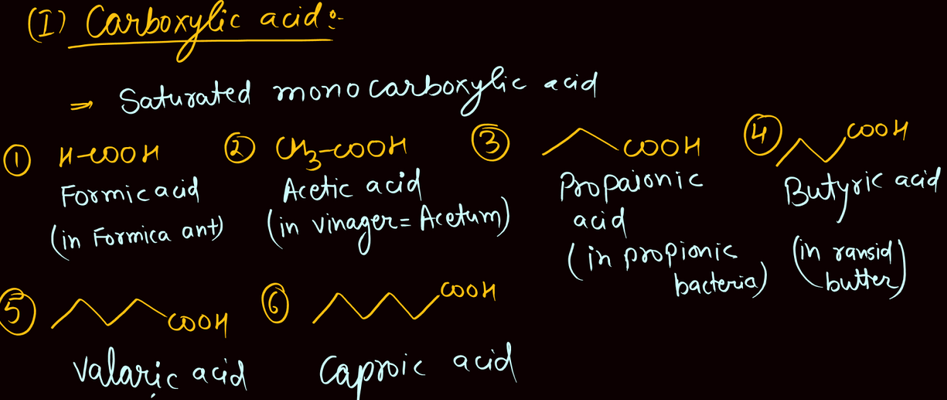 (I) Carboxylic acid :-
⇒ Saturated monocarboxylic acid
① H-COOH
Formic acid
(in Formica ant)
② CH3-COOH
Acetic acid
(in vinager = Acetum)
③ COOH
Propaionic
acid
(in propionic
bacteria)
④ COOH
Butyric acid
(in ransid
butter)
⑤ COOH
Valaric acid
⑥ COOH
Caproic acid